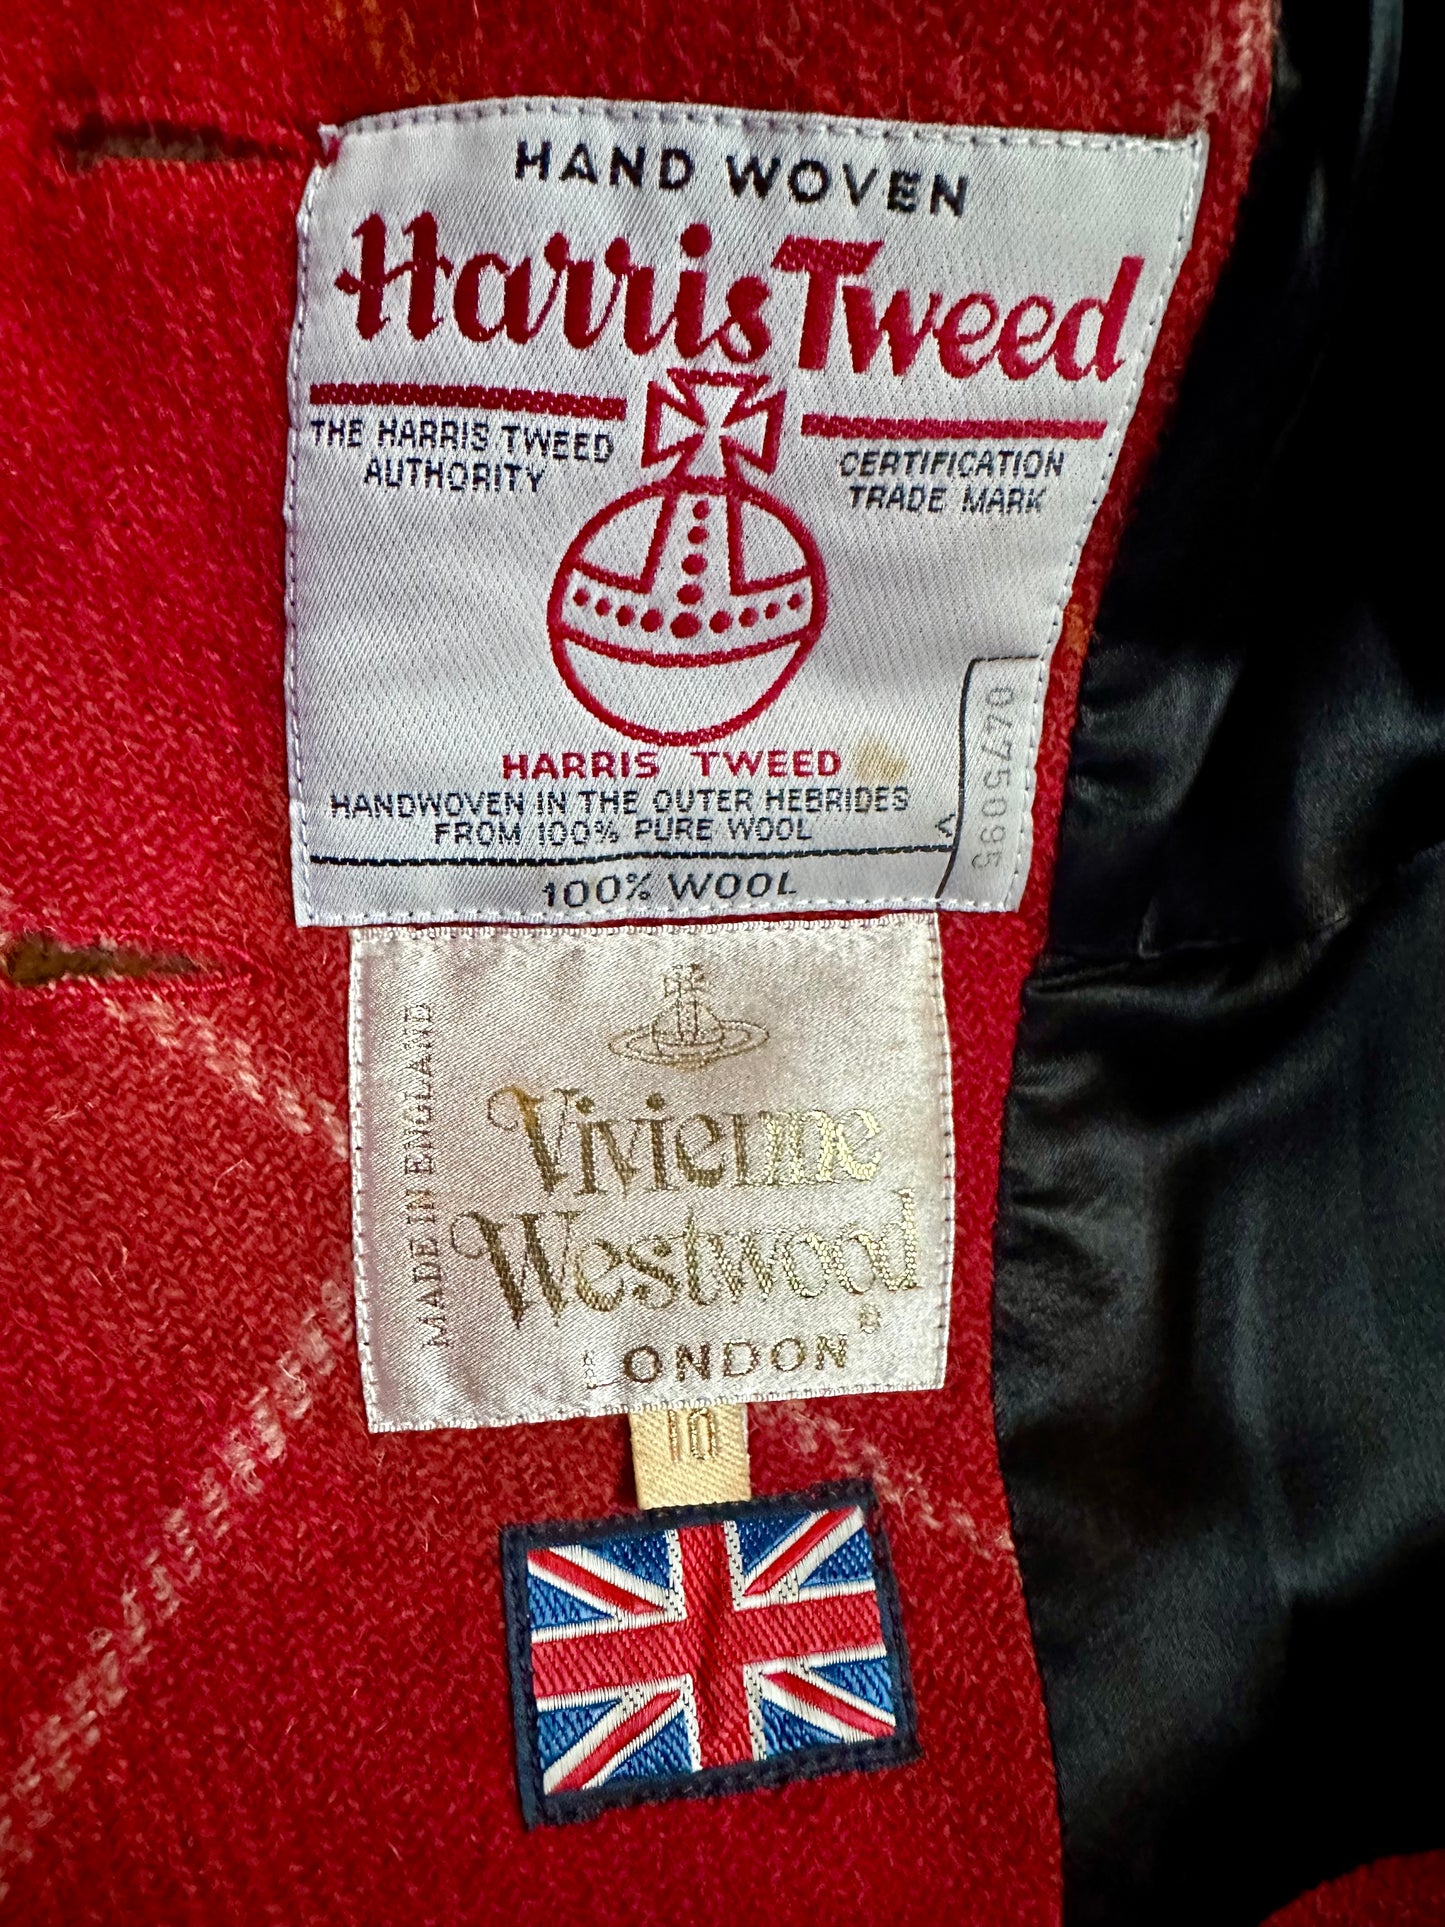 HAND WOVEN
Harris Tweed
THE HARRIS TWEED
AUTHORITY
CERTIFICATION
TRADE MARK
HARRIS TWEED
HANDWOVEN IN THE OUTER HEBRIDES
FROM 100% PURE WOOL
100% WOOL
0475095
MADE IN ENGLAND
Vivienne
Westwood
LONDON
10